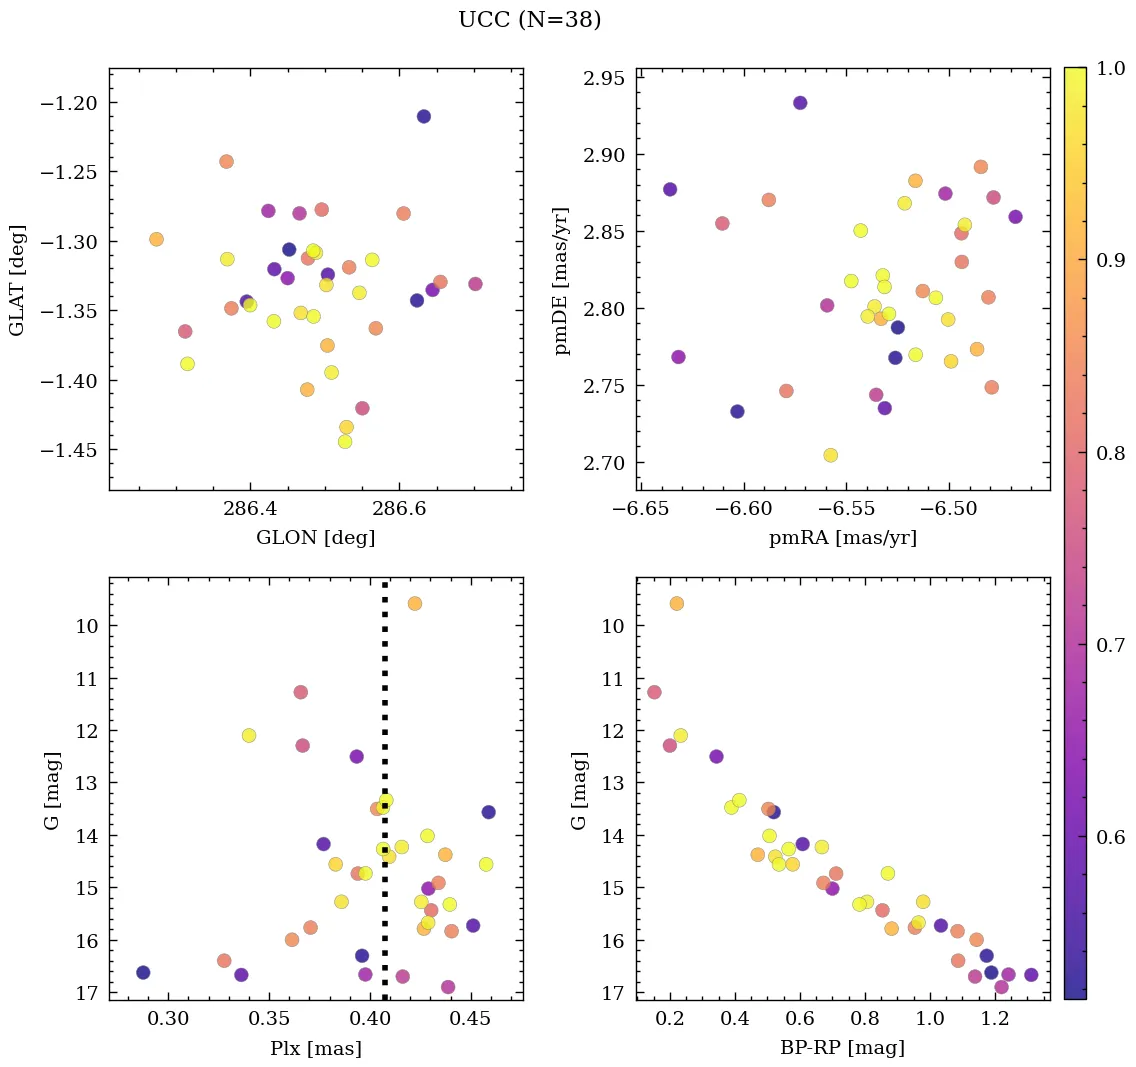 UCC (N=38)
−1.20
−1.25
−1.30
−1.35
−1.40
−1.45
GLAT [deg]
286.4 286.6
GLON [deg]
2.95
2.90
2.85
2.80
2.75
2.70
pmDE [mas/yr]
−6.65 −6.60 −6.55 −6.50
pmRA [mas/yr]
10
11
12
13
14
15
16
17
G [mag]
0.30 0.35 0.40 0.45
Plx [mas]
10
11
12
13
14
15
16
17
G [mag]
0.2 0.4 0.6 0.8 1.0 1.2
BP-RP [mag]
1.0
0.9
0.8
0.7
0.6